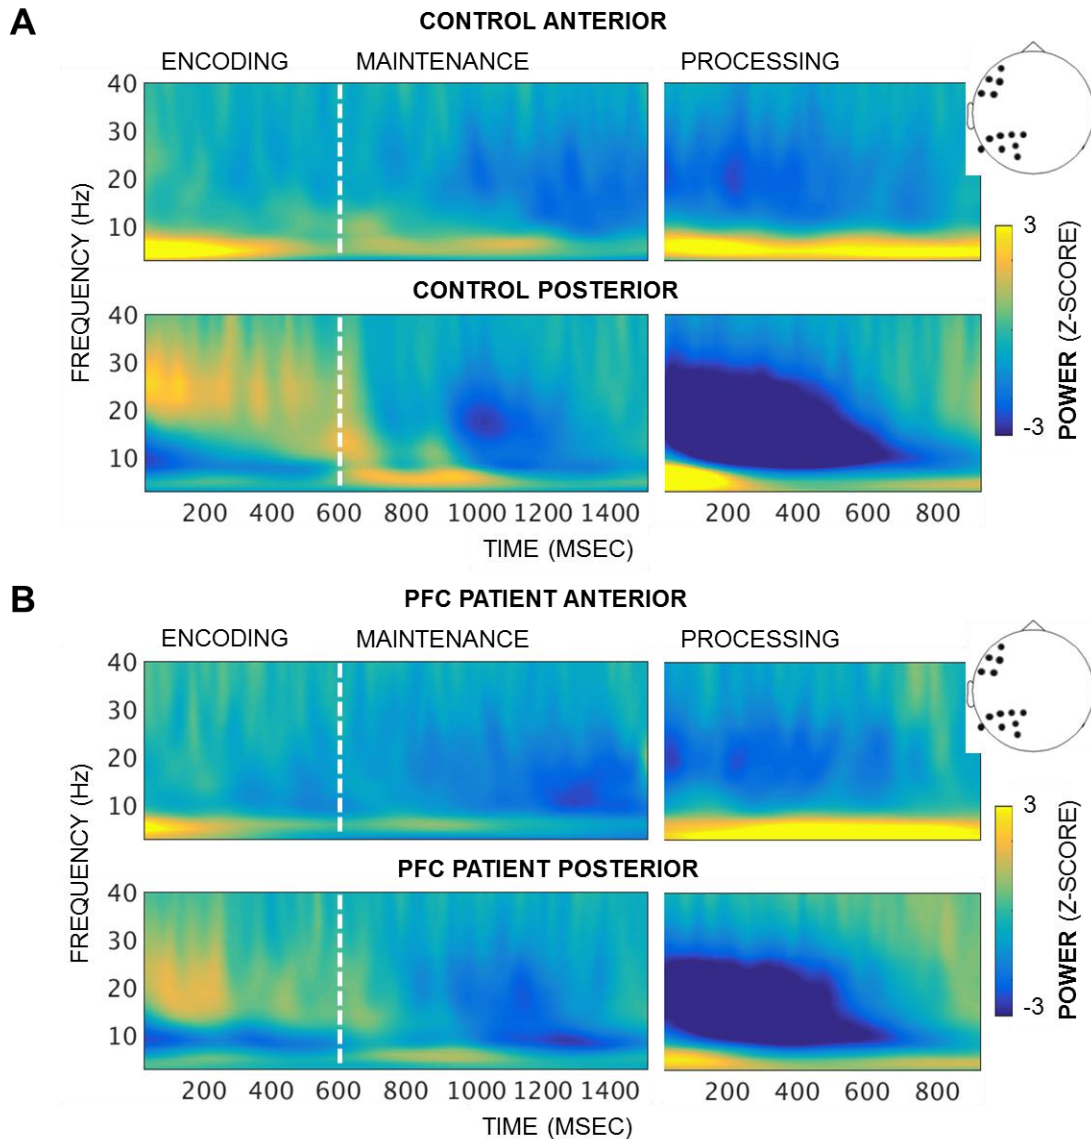 A
CONTROL ANTERIOR
ENCODING MAINTENANCE PROCESSING
40
30
20
10
3
-3
POWER (Z-SCORE)
FREQUENCY (Hz)
CONTROL POSTERIOR
40
30
20
10
200 400 600 800 1000 1200 1400 200 400 600 800
TIME (MSEC)
B
PFC PATIENT ANTERIOR
ENCODING MAINTENANCE PROCESSING
40
30
20
10
3
-3
POWER (Z-SCORE)
FREQUENCY (Hz)
PFC PATIENT POSTERIOR
40
30
20
10
200 400 600 800 1000 1200 1400 200 400 600 800
TIME (MSEC)